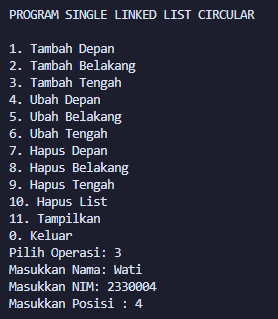 PROGRAM SINGLE LINKED LIST CIRCULAR
1. Tambah Depan
2. Tambah Belakang
3. Tambah Tengah
4. Ubah Depan
5. Ubah Belakang
6. Ubah Tengah
7. Hapus Depan
8. Hapus Belakang
9. Hapus Tengah
10. Hapus List
11. Tampilkan
0. Keluar
Pilih Operasi: 3
Masukkan Nama: Wati
Masukkan NIM: 2330004
Masukkan Posisi : 4